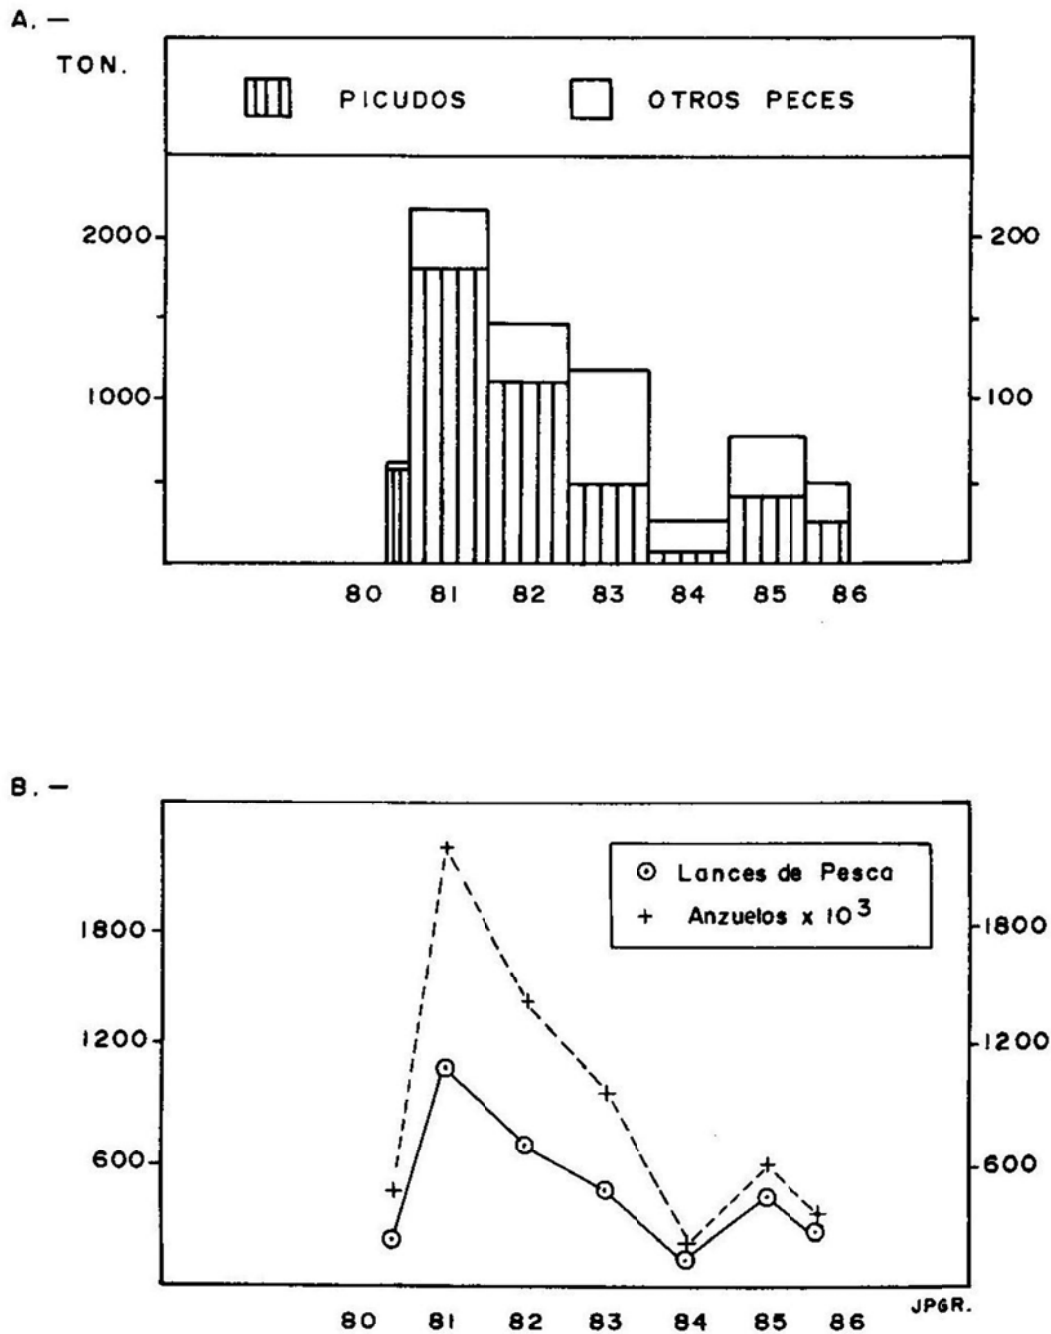 A. —
TON.
PICUDOS OTROS PECES
2000 200
1000 100
80 81 82 83 84 85 86
B. —
Lances de Pesca
Anzuelos x 10³
1800 1800
1200 1200
600 600
JPGR.
80 81 82 83 84 85 86